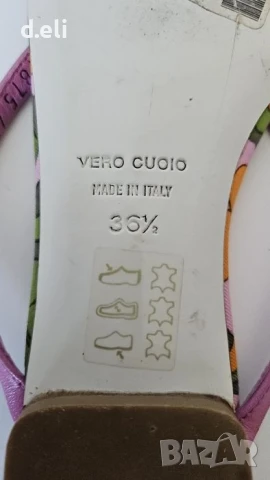 d.eli
VERO CUOIO
MADE IN ITALY
36½
BAZAR